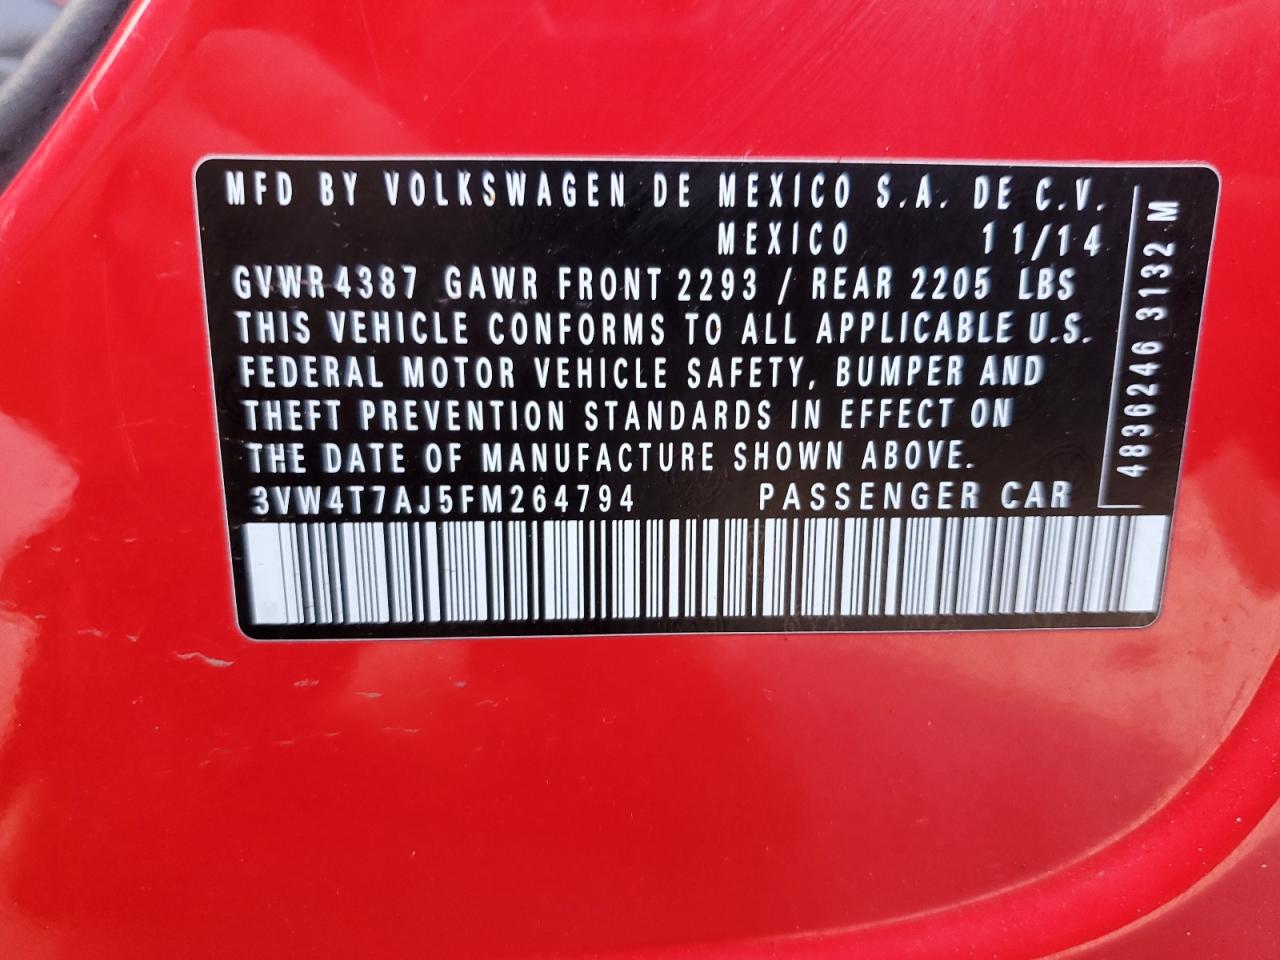 MFD BY VOLKSWAGEN DE MEXICO S.A. DE C.V.
MEXICO 11/14
GVWR 4387 GAWR FRONT 2293 / REAR 2205 LBS
THIS VEHICLE CONFORMS TO ALL APPLICABLE U.S.
FEDERAL MOTOR VEHICLE SAFETY, BUMPER AND
THEFT PREVENTION STANDARDS IN EFFECT ON
THE DATE OF MANUFACTURE SHOWN ABOVE.
3VW4T7AJ5FM264794 PASSENGER CAR
4836246 3132 M